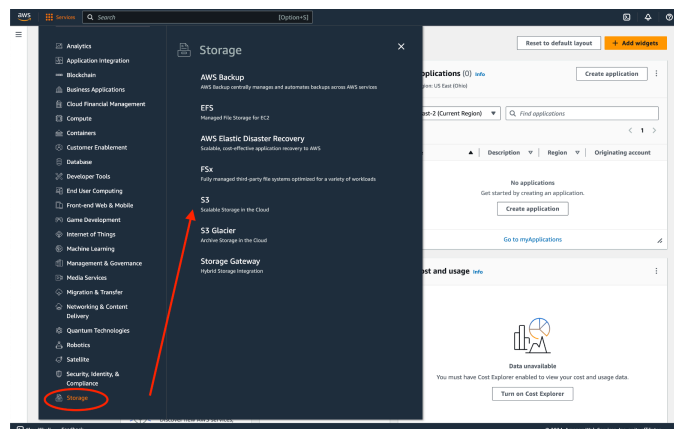 aws
Services
Search
[Option+S]
Analytics
Application Integration
Blockchain
Business Applications
Cloud Financial Management
Compute
Containers
Customer Enablement
Database
Developer Tools
End User Computing
Front-end Web & Mobile
Game Development
Internet of Things
Machine Learning
Management & Governance
Media Services
Migration & Transfer
Networking & Content
Delivery
Quantum Technologies
Robotics
Satellite
Security, Identity, &
Compliance
Storage
Storage
AWS Backup
AWS Backup centrally manages and automates backups across AWS services
EFS
Managed File Storage for EC2
AWS Elastic Disaster Recovery
Scalable, cost-effective application recovery to AWS
FSx
Fully managed third-party file systems optimized for a variety of workloads
S3
Scalable Storage in the Cloud
S3 Glacier
Archive Storage in the Cloud
Storage Gateway
Hybrid Storage Integration
Reset to default layout
+ Add widgets
pplications (0) Info
gion: US East (Ohio)
Create application
ast-2 (Current Region)
Find applications
1
Description
Region
Originating account
No applications
Get started by creating an application.
Create application
Go to myApplications
ost and usage Info
Data unavailable
You must have Cost Explorer enabled to view your cost and usage data.
Turn on Cost Explorer
Discover new AWS services,